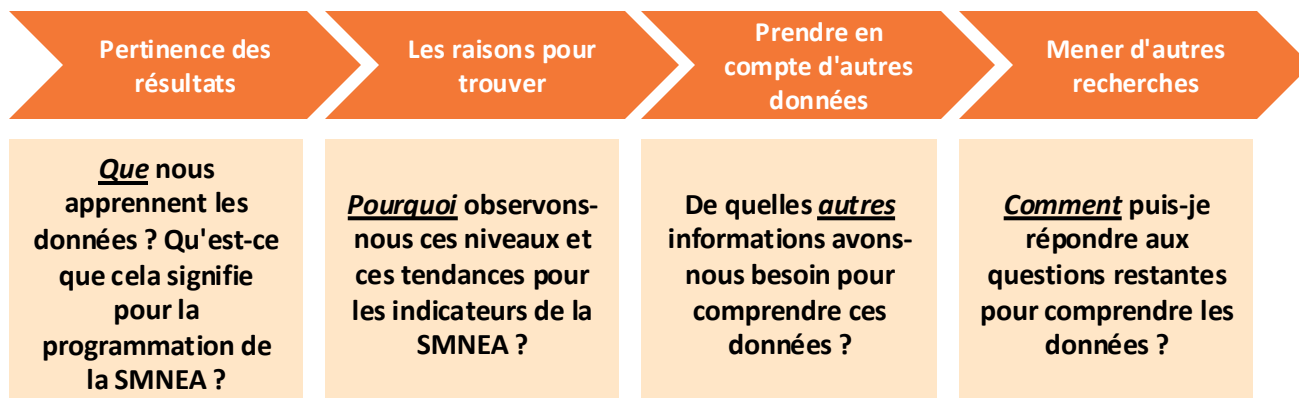 Pertinence des
résultats
Les raisons pour
trouver
Prendre en
compte d'autres
données
Mener d'autres
recherches
Que nous
apprennent les
données ? Qu'est-ce
que cela signifie
pour la
programmation de
la SMNEA ?
Pourquoi observons-
nous ces niveaux et
ces tendances pour
les indicateurs de la
SMNEA ?
De quelles autres
informations avons-
nous besoin pour
comprendre ces
données ?
Comment puis-je
répondre aux
questions restantes
pour comprendre les
données ?